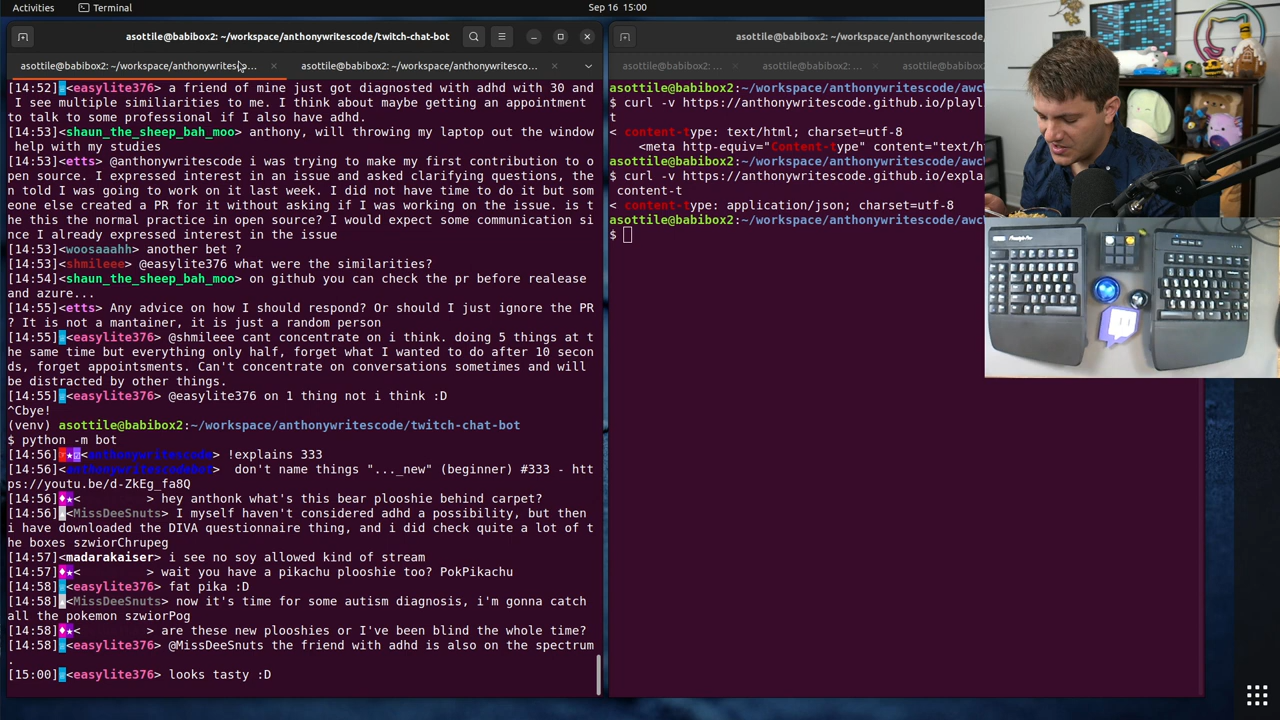 Activities
Terminal
Sep 16 15:00
asottile@babibox2: ~/workspace/anthonywritescode/twitch-chat-bot
asottile@babibox2: ~/workspace/anthonywritesc...
asottile@babibox2: ~/workspace/anthonywritesco...
[14:52] <easylite376> a friend of mine just got diagnosted with adhd with 30 and
I see multiple similiarities to me. I think about maybe getting an appointment
to talk to some professional if I also have adhd.
[14:53]<shaun_the_sheep_bah_moo> anthony, will throwing my laptop out the window
help with my studies
[14:53]<etts> @anthonywritescode i was trying to make my first contribution to o
pen source. I expressed interest in an issue and asked clarifying questions, the
n told I was going to work on it last week. I did not have time to do it but som
eone else created a PR for it without asking if I was working on the issue. is t
he this the normal practice in open source? I would expect some communication si
nce I already expressed interest in the issue
[14:53]<woosaaahh> another bet ?
[14:53]<shmileee> @easylite376 what were the similarities?
[14:54]<shaun_the_sheep_bah_moo> on github you can check the pr before realease
and azure...
[14:55]<etts> Any advice on how I should respond? Or should I just ignore the PR
? It is not a mantainer, it is just a random person
[14:55] <easylite376> @shmileee cant concentrate on i think. doing 5 things at t
he same time but everything only half, forget what I wanted to do after 10 secon
ds, forget appointsments. Can't concentrate on conversations sometimes and will
be distracted by other things.
[14:55] <easylite376> @easylite376 on 1 thing not i think :D
^Cbye!
(venv) asottile@babibox2:~/workspace/anthonywritescode/twitch-chat-bot
$ python -m bot
[14:56] <anthonywritescode> !explains 333
[14:56] <anthonywritescodebot> don't name things "..._new" (beginner) #333 - htt
ps://youtu.be/d-ZkEg_fa8Q
[14:56] < > hey anthonk what's this bear plooshie behind carpet?
[14:56] <MissDeeSnuts> I myself haven't considered adhd a possibility, but then
i have downloaded the DIVA questionnaire thing, and i did check quite a lot of t
he boxes szwiorChrupeg
[14:57]<madarakaiser> i see no soy allowed kind of stream
[14:57] < > wait you have a pikachu plooshie too? PokPikachu
[14:58] <easylite376> fat pika :D
[14:58] <MissDeeSnuts> now it's time for some autism diagnosis, i'm gonna catch
all the pokemon szwiorPog
[14:58] < > are these new plooshies or I've been blind the whole time?
[14:58] <easylite376> @MissDeeSnuts the friend with adhd is also on the spectrum
.
[15:00] <easylite376> looks tasty :D
asottile@babibox2: ~/workspace/anthonywritescode/
asottile@babibox2: ...
asottile@babibox2: ...
asottile@babibox2:~/workspace/anthonywritescode/awc
$ curl -v https://anthonywritescode.github.io/playl
t
< content-type: text/html; charset=utf-8
<meta http-equiv="Content-type" content="text/h
asottile@babibox2:~/workspace/anthonywritescode/awc
$ curl -v https://anthonywritescode.github.io/expla
content-t
< content-type: application/json; charset=utf-8
asottile@babibox2:~/workspace/anthonywritescode/awc
$